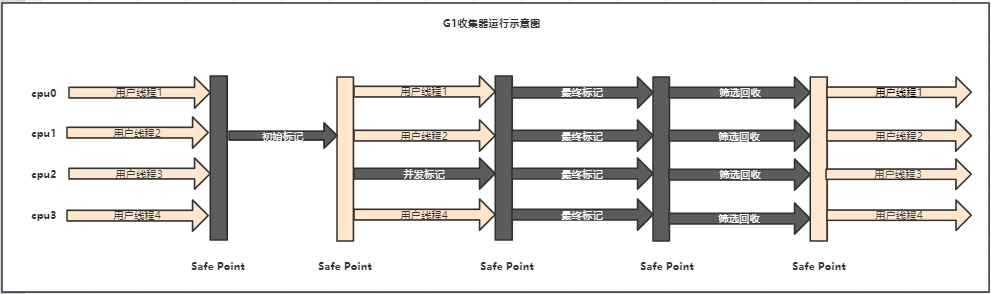 G1收集器运行示意图
cpu0 用户线程1 用户线程1 最终标记 筛选回收 用户线程1
cpu1 用户线程2 初始标记 用户线程2 最终标记 筛选回收 用户线程2
cpu2 用户线程3 并发标记 最终标记 筛选回收 用户线程3
cpu3 用户线程4 用户线程4 最终标记 筛选回收 用户线程4
Safe Point Safe Point Safe Point Safe Point Safe Point